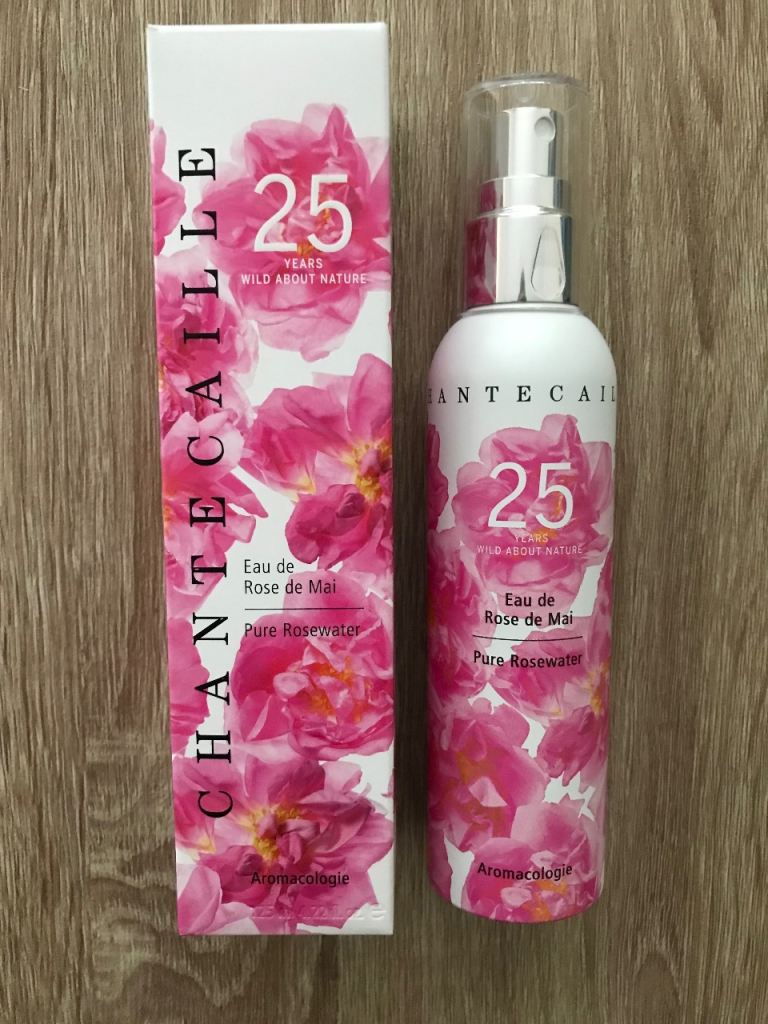 CHANTECAILLE
25
YEARS
WILD ABOUT NATURE
Eau de
Rose de Mai
Pure Rosewater
Aromacologie
HANTECAIL
25
YEARS
WILD ABOUT NATURE
Eau de
Rose de Mai
Pure Rosewater
Aromacologie